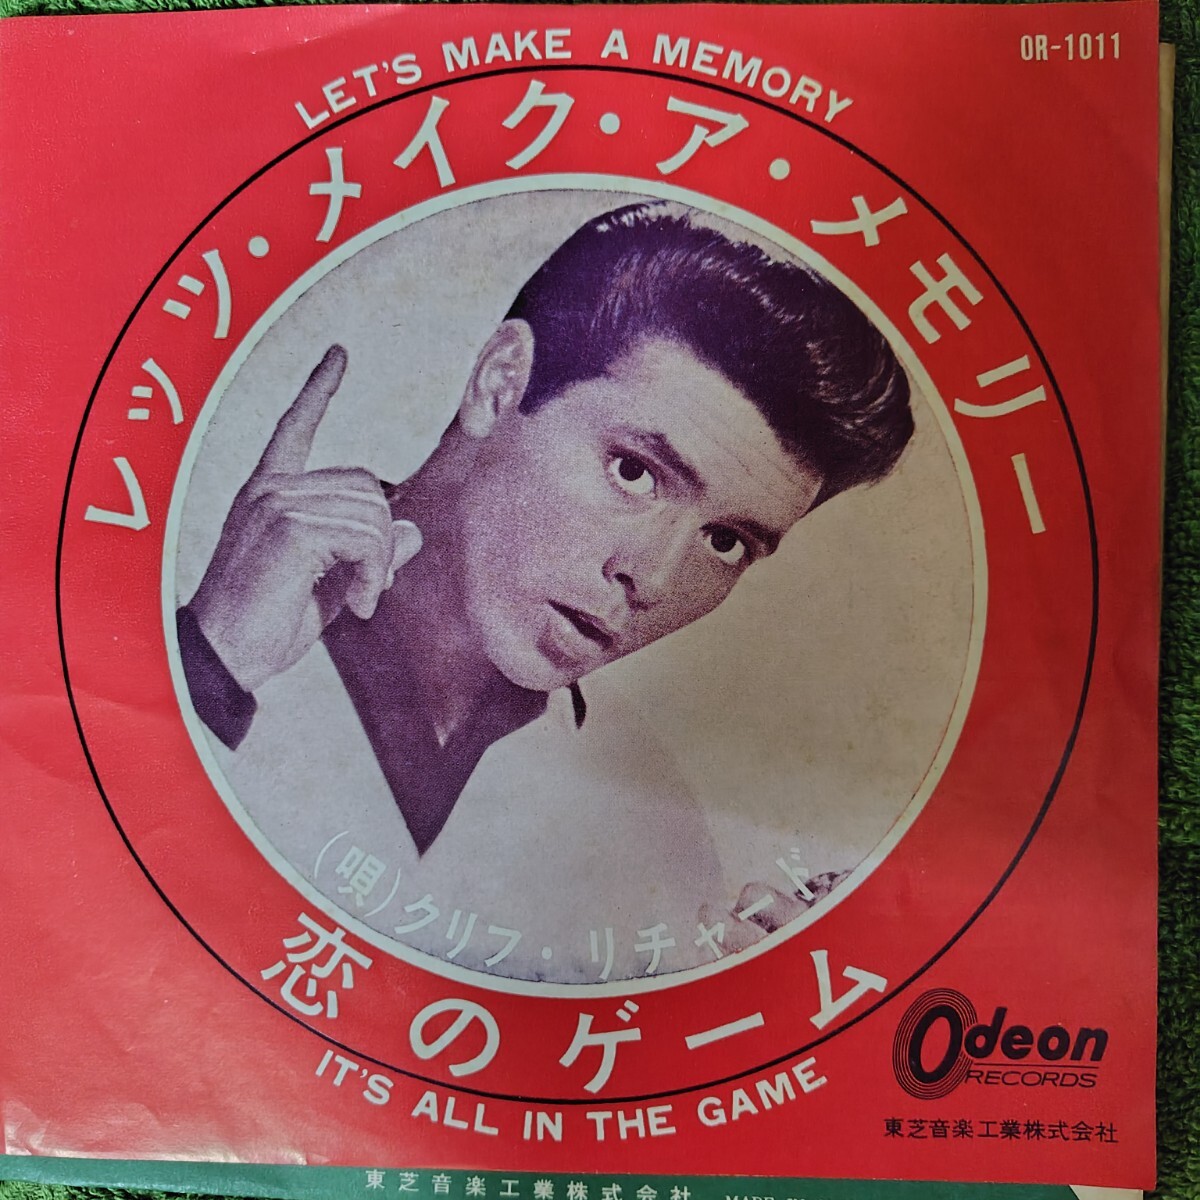 OR-1011
LET'S MAKE A MEMORY
レッツ・メイク・ア・メモリー
(唄)クリフ・リチャード
恋のゲーム
IT'S ALL IN THE GAME
Odeon
RECORDS
東芝音楽工業株式会社
東芝音楽工業株式会社